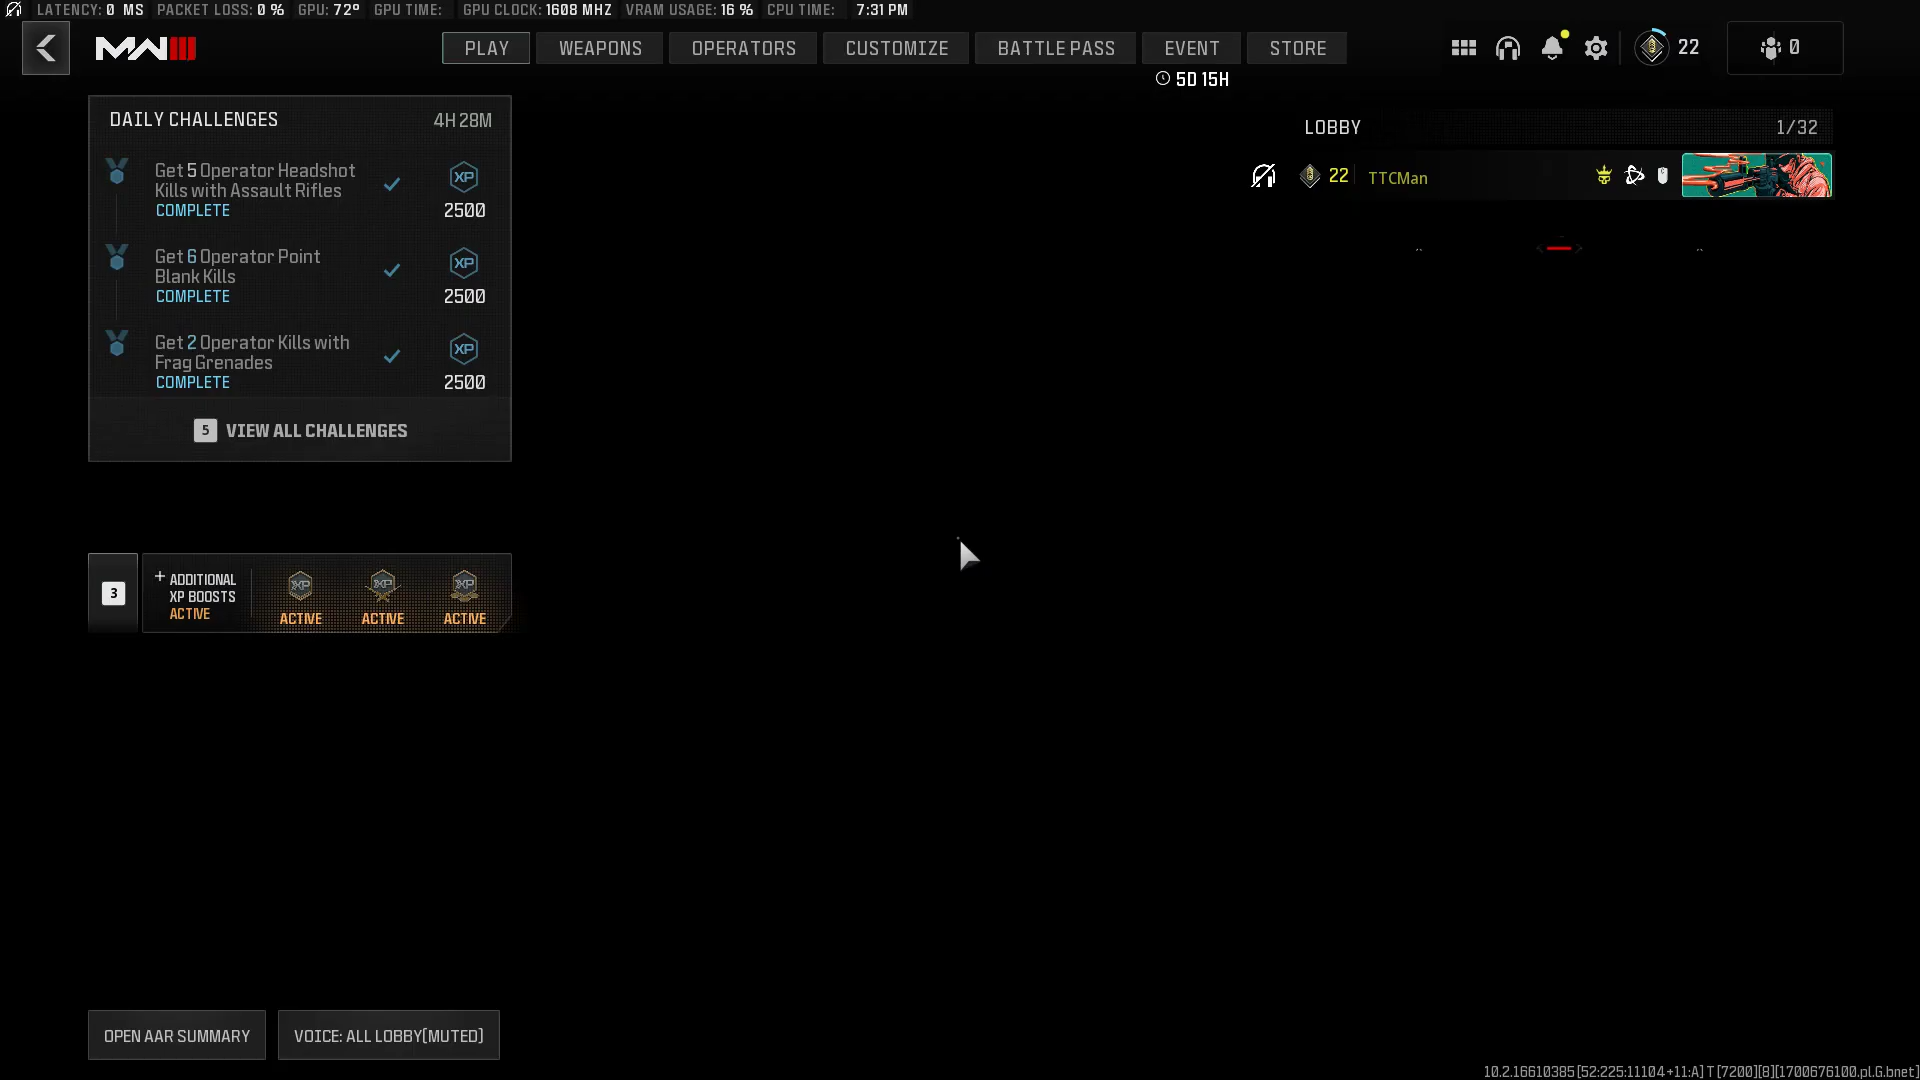 LATENCY: 0 MS PACKET LOSS: 0 % GPU: 72° GPU TIME: GPU CLOCK: 1608 MHZ VRAM USAGE: 16 % CPU TIME: 7:31 PM
MWIII
PLAY WEAPONS OPERATORS CUSTOMIZE BATTLE PASS EVENT STORE
22 0
5D 15H
DAILY CHALLENGES 4H 28M
Get 5 Operator Headshot
Kills with Assault Rifles
COMPLETE
XP
2500
Get 6 Operator Point
Blank Kills
COMPLETE
XP
2500
Get 2 Operator Kills with
Frag Grenades
COMPLETE
XP
2500
5 VIEW ALL CHALLENGES
LOBBY 1/32
22 TTCMan
3
+ ADDITIONAL
XP BOOSTS
ACTIVE
XP XP XP
ACTIVE ACTIVE ACTIVE
OPEN AAR SUMMARY VOICE: ALL LOBBY[MUTED]
10.2.16610385[52:225:11104+11:A] T [7200][8][1700676100.pl.G.bnet]